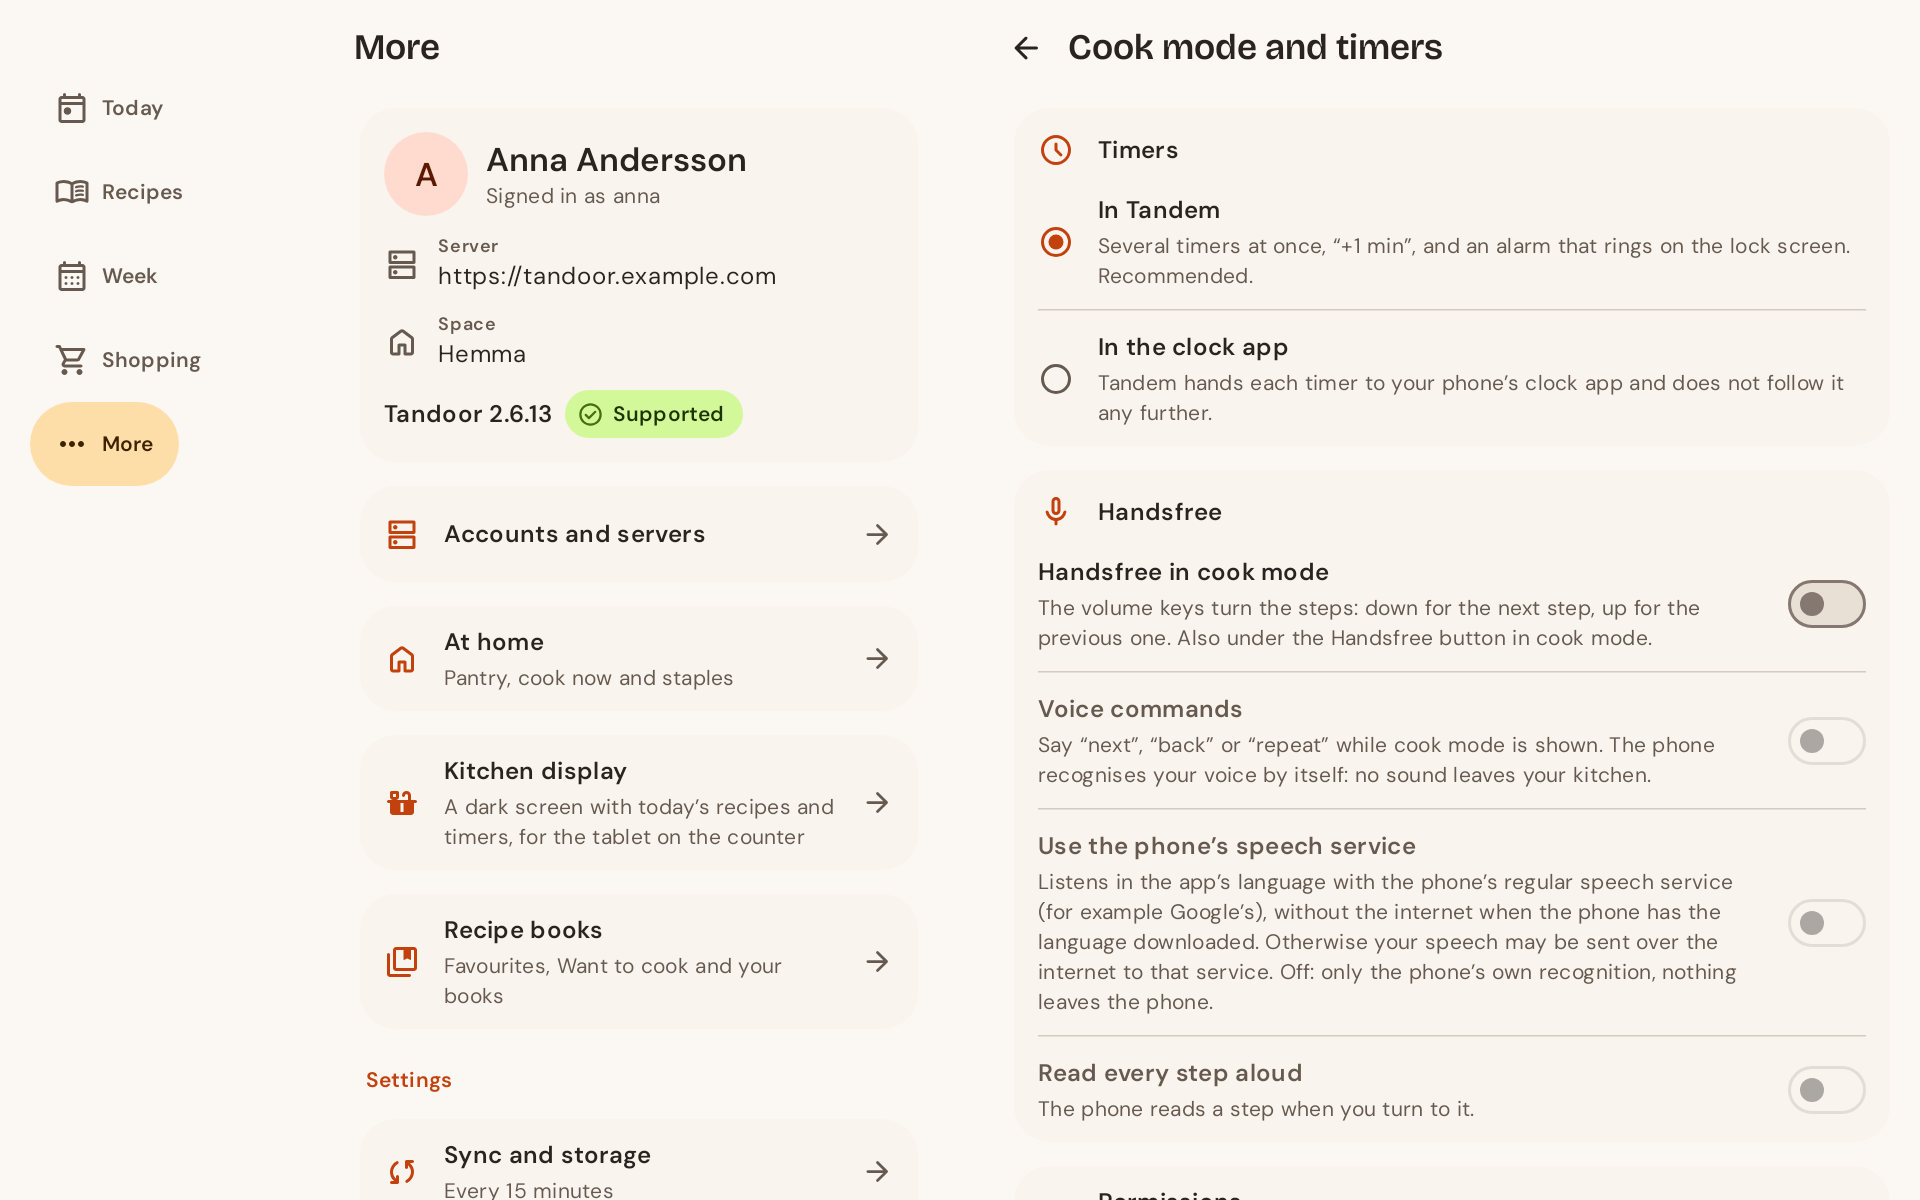 Today
Recipes
Week
Shopping
More
More
A
Anna Andersson
Signed in as anna
Server
https://tandoor.example.com
Space
Hemma
Tandoor 2.6.13
Supported
Accounts and servers
At home
Pantry, cook now and staples
Kitchen display
A dark screen with today’s recipes and
timers, for the tablet on the counter
Recipe books
Favourites, Want to cook and your
books
Settings
Sync and storage
Every 15 minutes
Cook mode and timers
Timers
In Tandem
Several timers at once, “+1 min”, and an alarm that rings on the lock screen.
Recommended.
In the clock app
Tandem hands each timer to your phone’s clock app and does not follow it
any further.
Handsfree
Handsfree in cook mode
The volume keys turn the steps: down for the next step, up for the
previous one. Also under the Handsfree button in cook mode.
Voice commands
Say “next”, “back” or “repeat” while cook mode is shown. The phone
recognises your voice by itself: no sound leaves your kitchen.
Use the phone’s speech service
Listens in the app’s language with the phone’s regular speech service
(for example Google’s), without the internet when the phone has the
language downloaded. Otherwise your speech may be sent over the
internet to that service. Off: only the phone’s own recognition, nothing
leaves the phone.
Read every step aloud
The phone reads a step when you turn to it.
Permissions